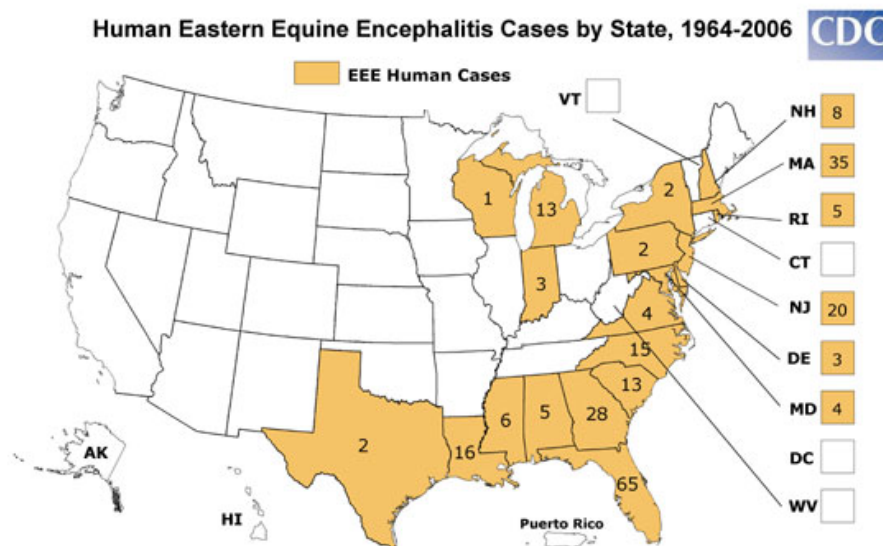 Human Eastern Equine Encephalitis Cases by State, 1964-2006
CDC
EEE Human Cases
VT
NH 8
MA 35
RI 5
CT
NJ 20
DE 3
MD 4
DC
WV
1
13
2
2
3
4
15
13
6
5
28
2
16
65
AK
HI
Puerto Rico